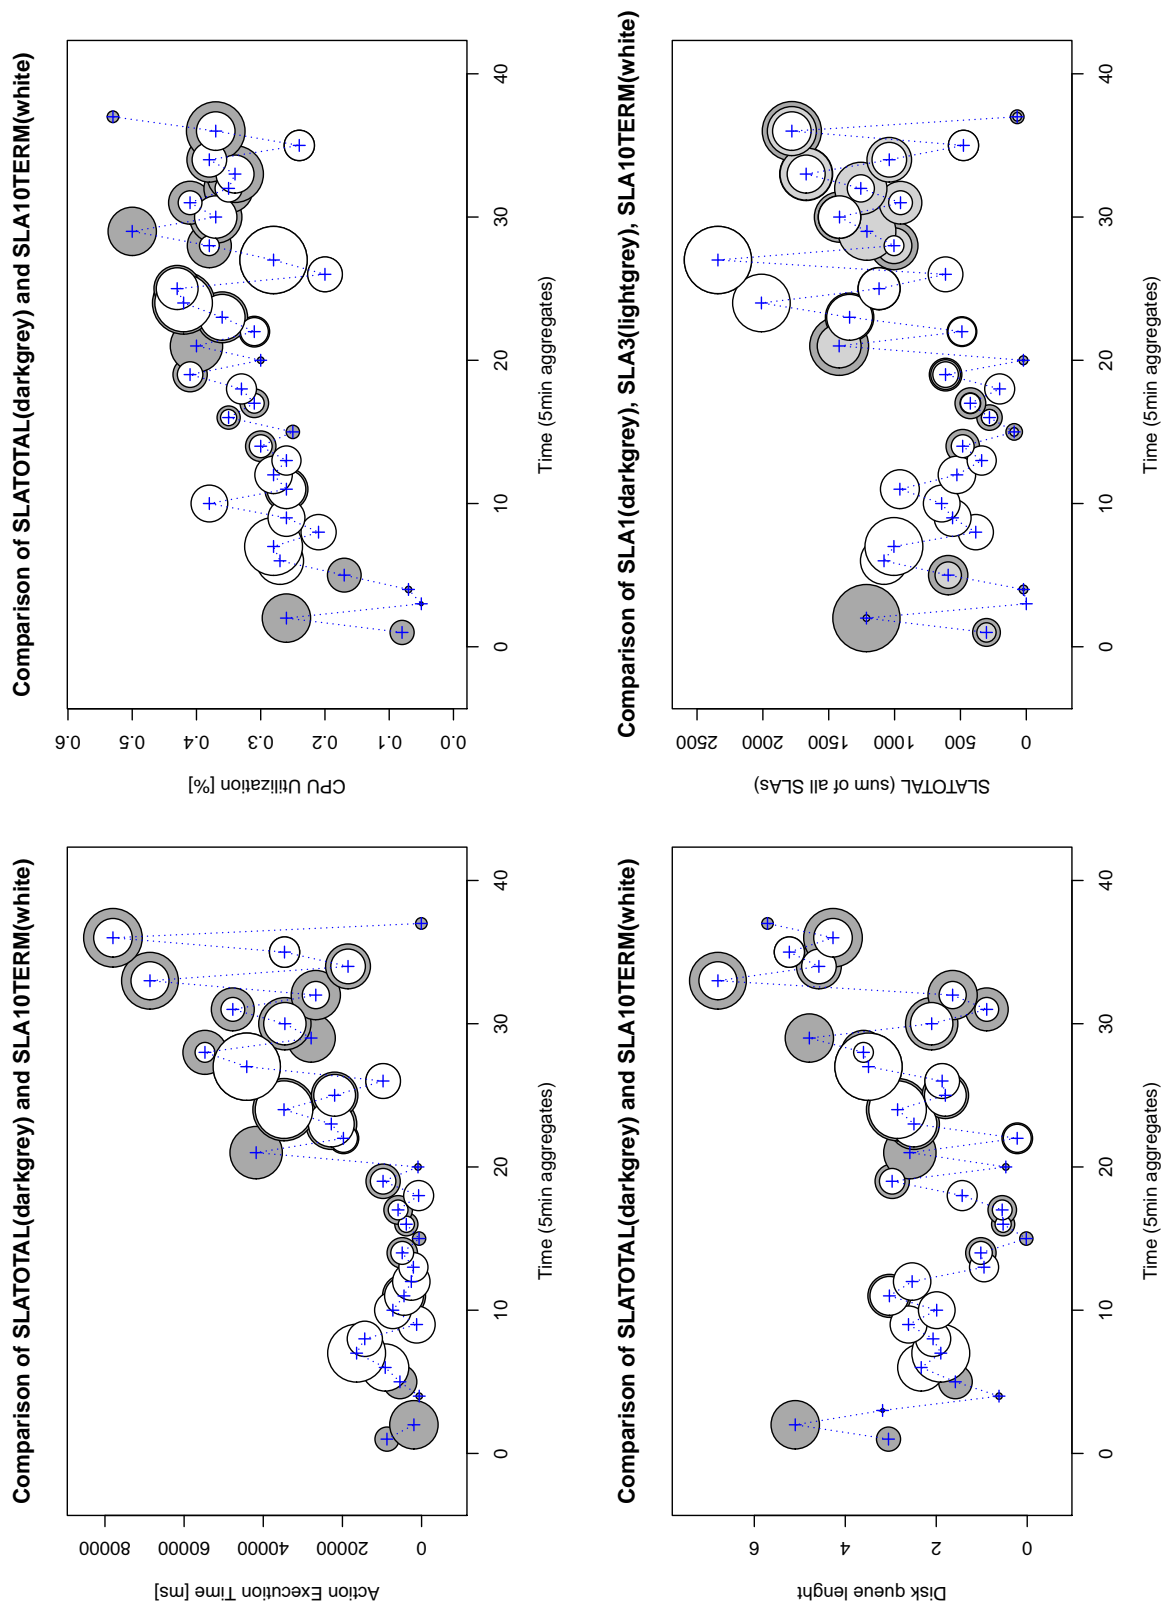 Comparison of SLATOTAL(darkgrey) and SLA10TERM(white)
Action Execution Time [ms]
80000
60000
40000
20000
0
0 10 20 30 40
Time (5min aggregates)
Comparison of SLATOTAL(darkgrey) and SLA10TERM(white)
CPU Utilization [%]
0.6
0.5
0.4
0.3
0.2
0.1
0.0
0 10 20 30 40
Time (5min aggregates)
Comparison of SLATOTAL(darkgrey) and SLA10TERM(white)
Disk queue lenght
6
4
2
0
0 10 20 30 40
Time (5min aggregates)
Comparison of SLA1(darkgrey), SLA3(lightgrey), SLA10TERM(white)
SLATOTAL (sum of all SLAs)
2500
2000
1500
1000
500
0
0 10 20 30 40
Time (5min aggregates)